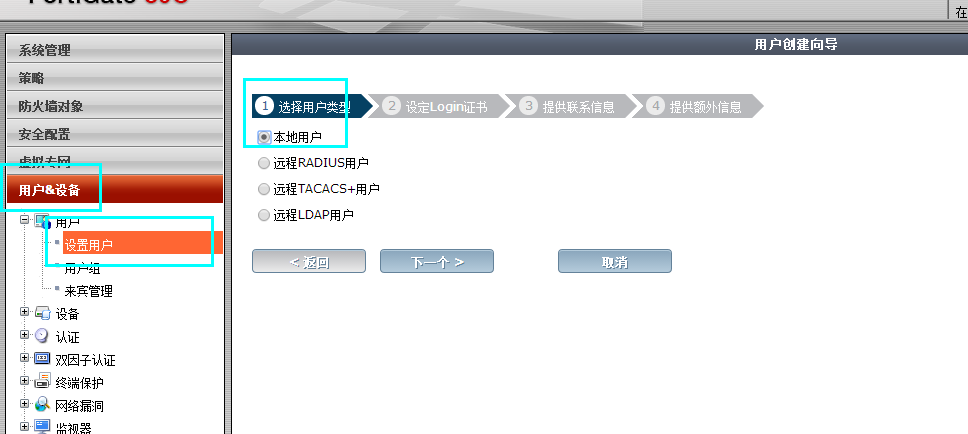 FortiGate 60C
在
系统管理
策略
防火墙对象
安全配置
虚拟专网
用户&设备
用户
设置用户
用户组
来宾管理
设备
认证
双因子认证
终端保护
网络漏洞
监视器
用户创建向导
1 选择用户类型
2 设定Login证书
3 提供联系信息
4 提供额外信息
本地用户
远程RADIUS用户
远程TACACS+用户
远程LDAP用户
< 返回
下一个 >
取消